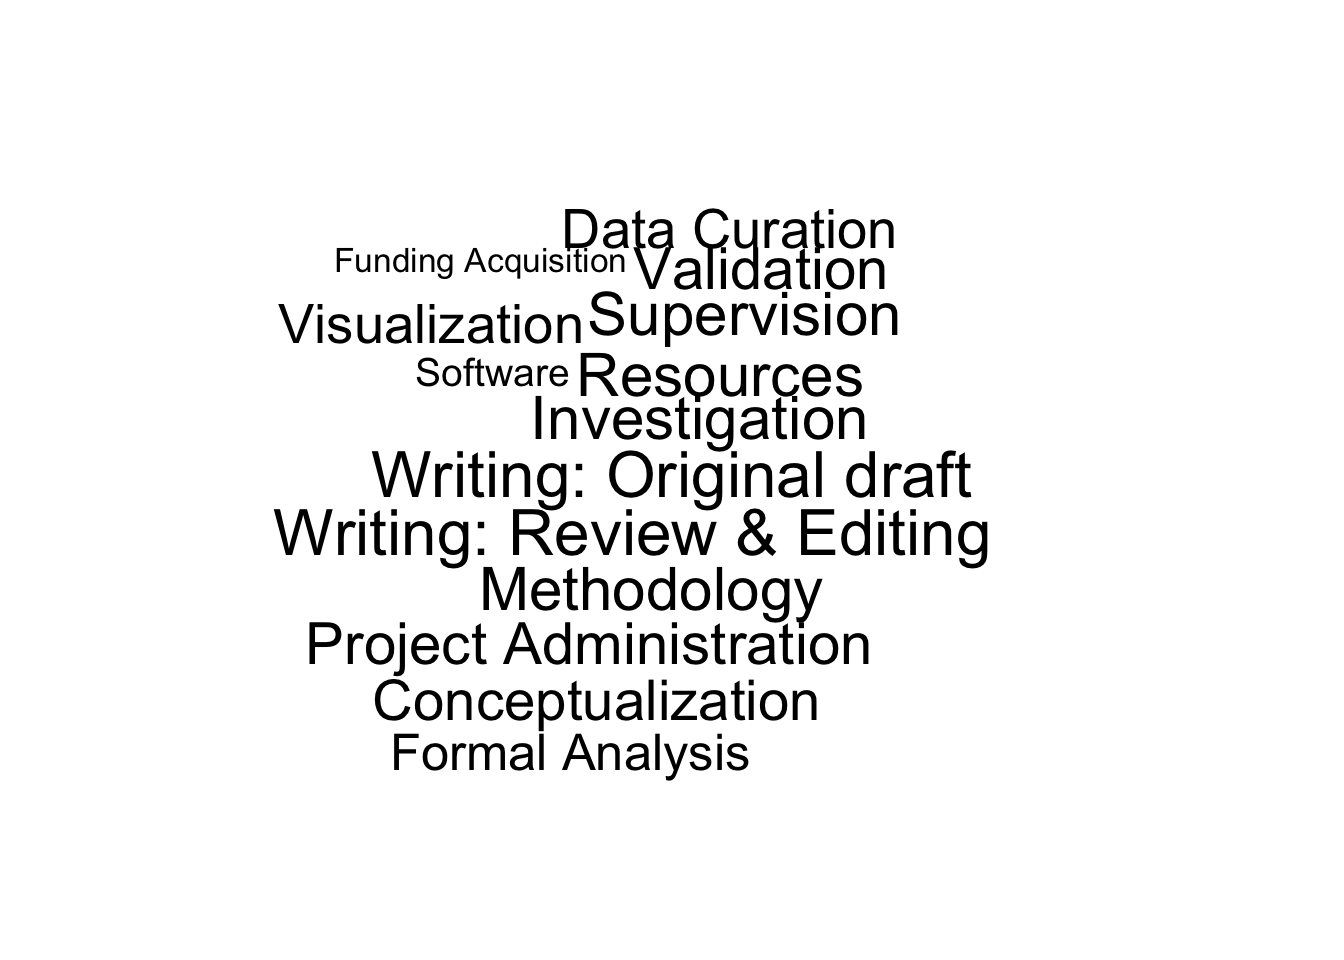 Data Curation
Funding Acquisition
Validation
Supervision
Visualization
Software
Resources
Investigation
Writing: Original draft
Writing: Review & Editing
Methodology
Project Administration
Conceptualization
Formal Analysis